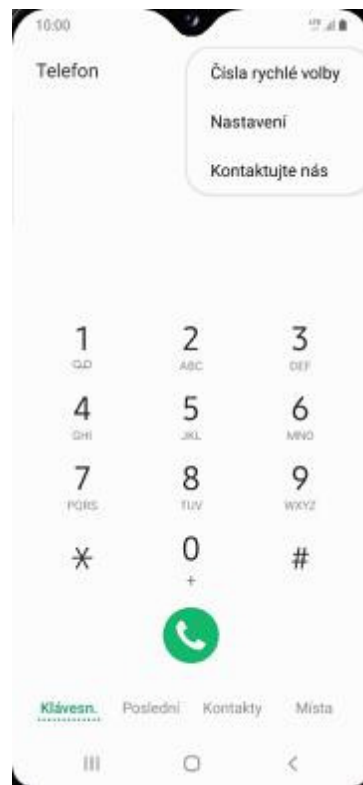 10:00
Telefon
Čísla rychlé volby
Nastavení
Kontaktujte nás
1 2 3
ABC DEF
4 5 6
GHI JKL MNO
7 8 9
PQRS TUV WXYZ
* 0 #
+
Klávesn. Poslední Kontakty Místa